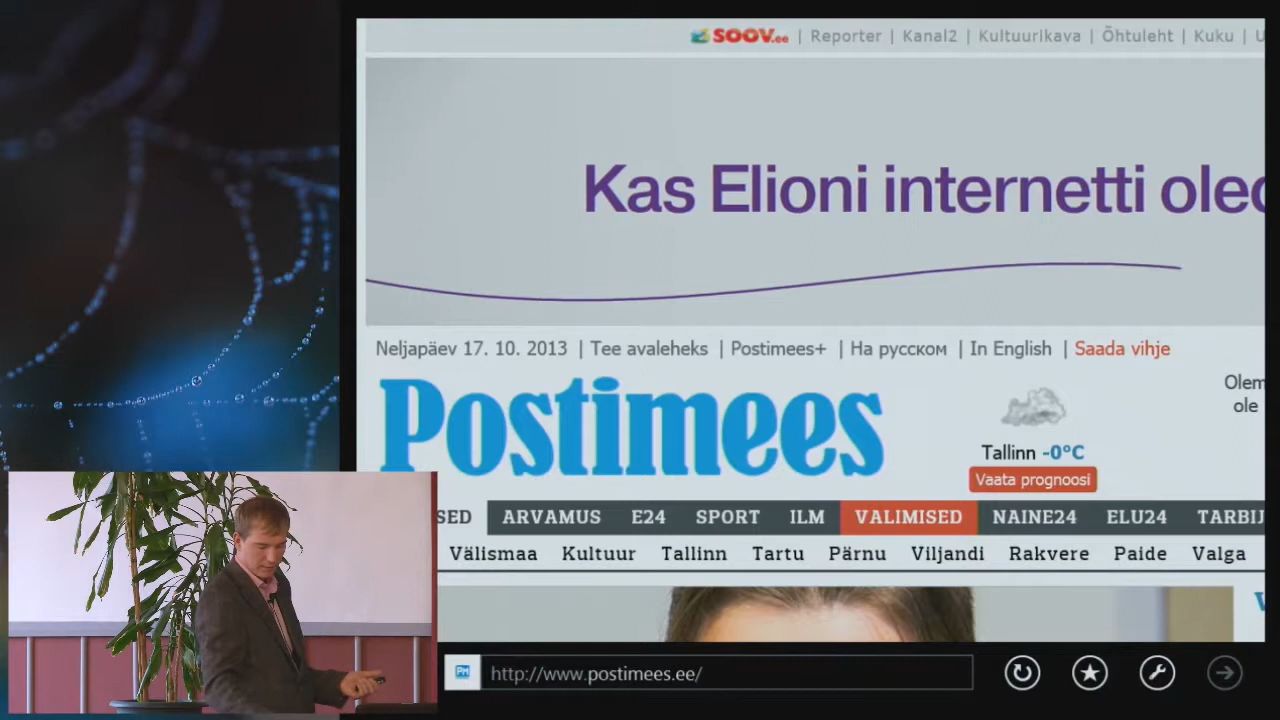 SOOV.ee | Reporter | Kanal2 | Kultuurikava | Õhtuleht | Kuku |
Kas Elioni internetti
Neljapäev 17. 10. 2013 | Tee avaleheks | Postimees+ | На русском | In English | Saada vihje
Postimees
Tallinn -0°C
Vaata prognoosi
ole
ARVAMUS E24 SPORT ILM VALIMISED NAINE24 ELU24
Välismaa Kultuur Tallinn Tartu Pärnu Viljandi Rakvere Paide Valga
PM http://www.postimees.ee/